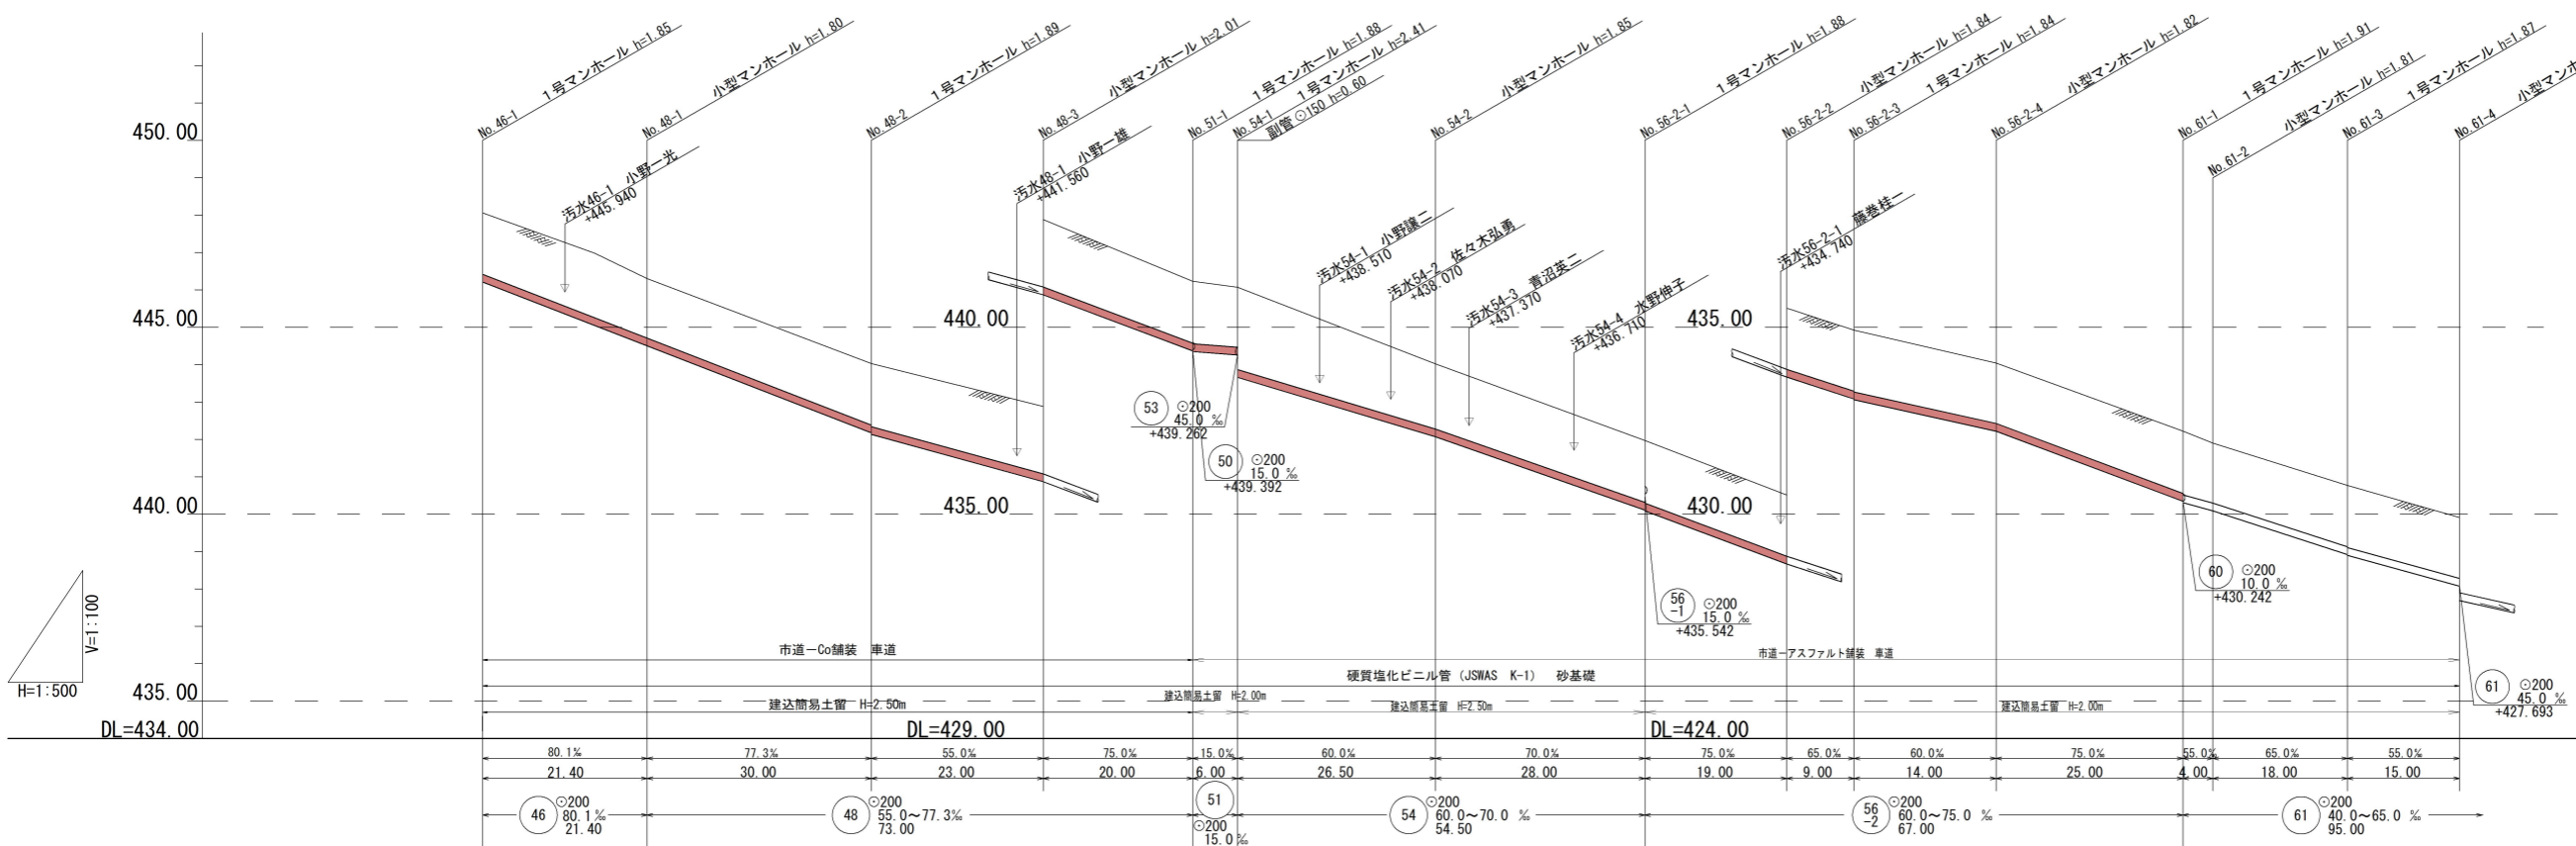 No.46-1 1号マンホール h=1.85
No.48-1 小型マンホール h=1.80
No.48-2 1号マンホール h=1.89
No.48-3 小型マンホール h=2.01
No.51-1 1号マンホール h=1.88
No.54-1 1号マンホール h=2.41
副管 ⊙150 h=0.60
No.54-2 小型マンホール h=1.85
No.56-2-1 1号マンホール h=1.88
No.56-2-2 小型マンホール h=1.84
No.56-2-3 1号マンホール h=1.84
No.56-2-4 小型マンホール h=1.82
No.61-1 1号マンホール h=1.91
No.61-2 小型マンホール h=1.81
No.61-3 1号マンホール h=1.87
No.61-4 小型マンホ
450.00
445.00
440.00
435.00
DL=434.00
440.00
435.00
DL=429.00
435.00
430.00
DL=424.00
汚水46-1 小野一光
+445.940
汚水48-1 小野一雄
+441.560
汚水54-1 小野譲二
+438.510
汚水54-2 佐々木弘勇
+438.070
汚水54-3 青沼英二
+437.370
汚水54-4 水野伸子
+436.710
汚水56-2-1 藤巻桂一
+434.740
53 ⊙200
45.0 ‰
+439.262
50 ⊙200
15.0 ‰
+439.392
56
-1 ⊙200
15.0 ‰
+435.542
60 ⊙200
10.0 ‰
+430.242
61 ⊙200
45.0 ‰
+427.693
V=1:100
H=1:500
市道－Co舗装 車道
市道－アスファルト舗装 車道
硬質塩化ビニル管 (JSWAS K-1) 砂基礎
建込簡易土留 H=2.50m
建込簡易土留 H=2.00m
建込簡易土留 H=2.50m
建込簡易土留 H=2.00m
80.1‰ 77.3‰ 55.0‰ 75.0‰ 15.0‰ 60.0‰ 70.0‰ 75.0‰ 65.0‰ 60.0‰ 75.0‰ 55.0‰ 65.0‰ 55.0‰
21.40 30.00 23.00 20.00 6.00 26.50 28.00 19.00 9.00 14.00 25.00 4.00 18.00 15.00
46 ⊙200
80.1‰
21.40
48 ⊙200
55.0～77.3‰
73.00
51
⊙200
15.0‰
54 ⊙200
60.0～70.0 ‰
54.50
56
-2 ⊙200
60.0～75.0 ‰
67.00
61 ⊙200
40.0～65.0 ‰
95.00